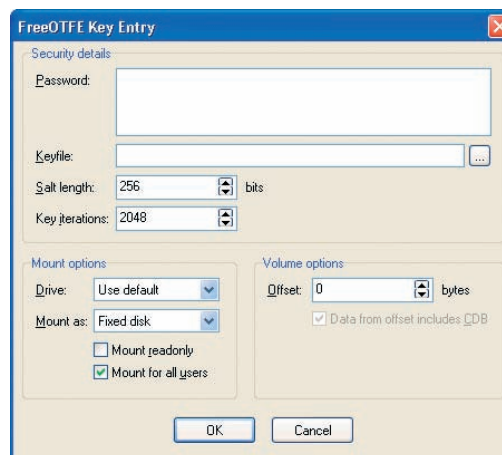 FreeOTFE Key Entry
Security details
Password:
Keyfile:
...
Salt length: 256 bits
Key iterations: 2048
Mount options
Drive: Use default
Mount as: Fixed disk
Mount readonly
Mount for all users
Volume options
Offset: 0 bytes
Data from offset includes CDB
OK Cancel